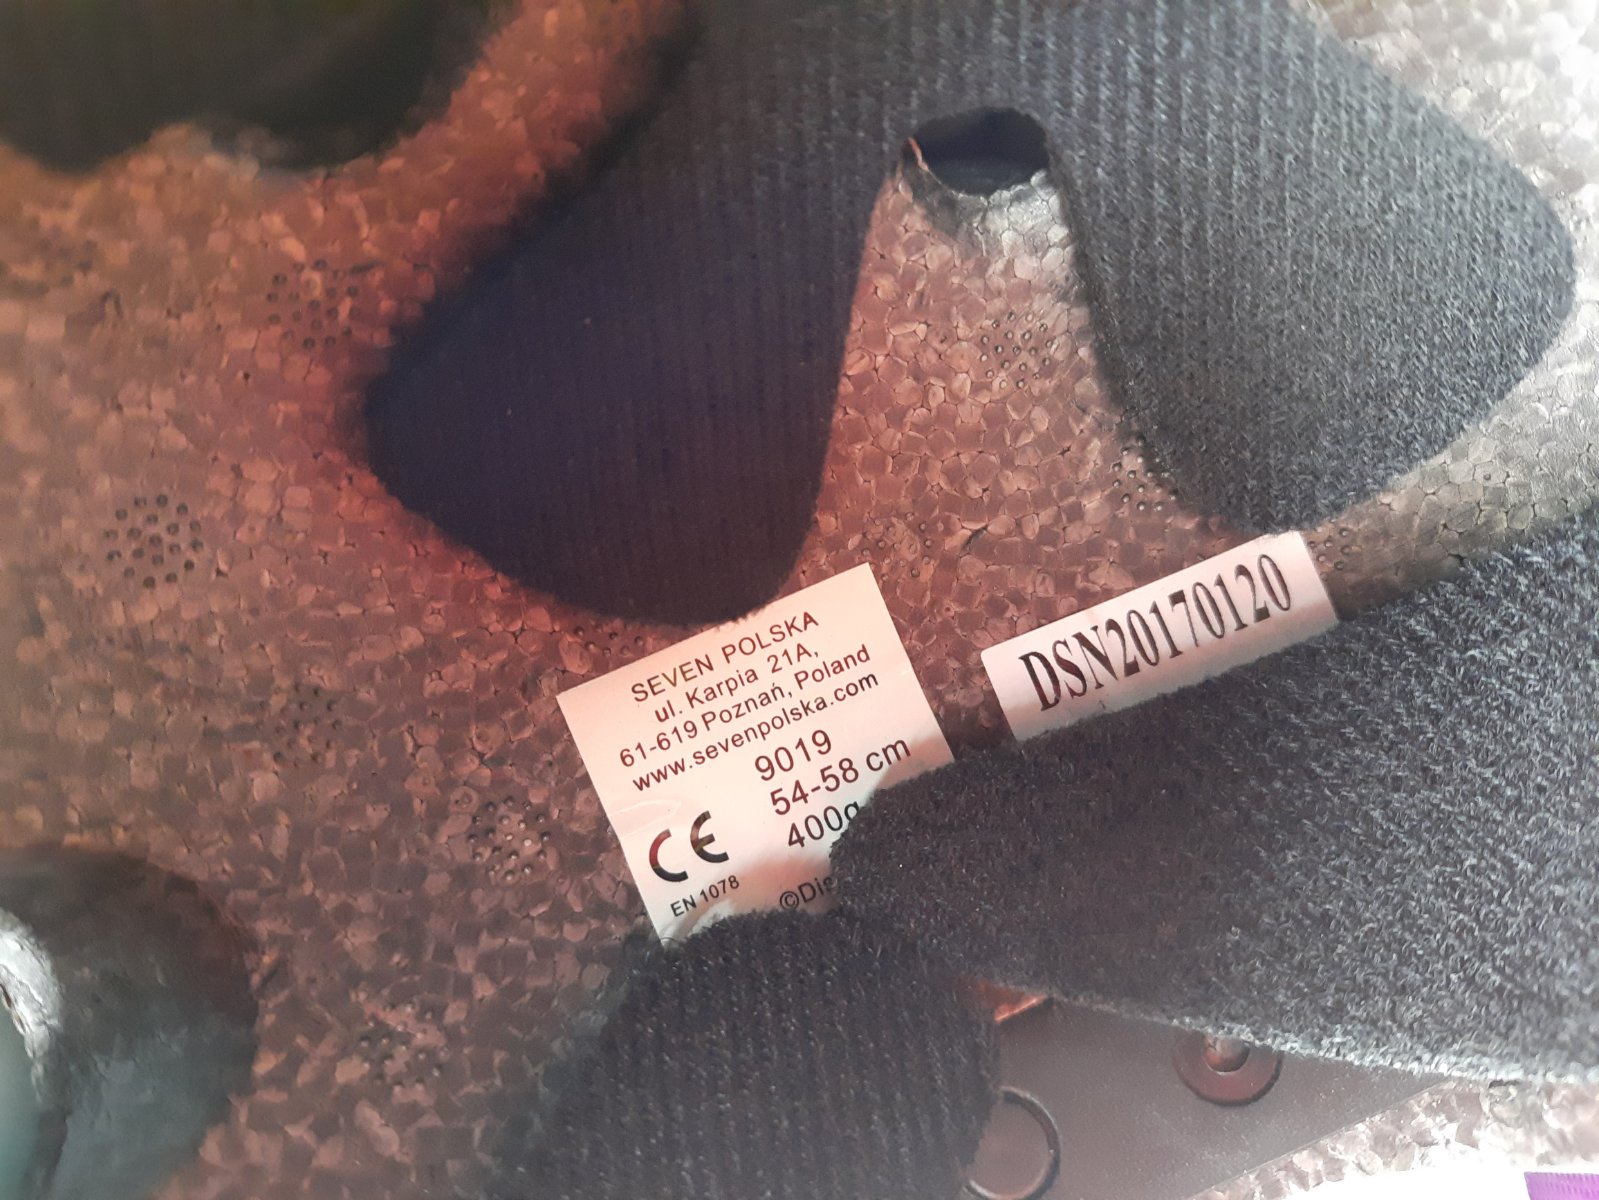 SEVEN POLSKA
ul. Karpia 21A,
61-619 Poznań, Poland
www.sevenpolska.com
9019
54-58 cm
400g
CE
EN 1078
DSN20170120